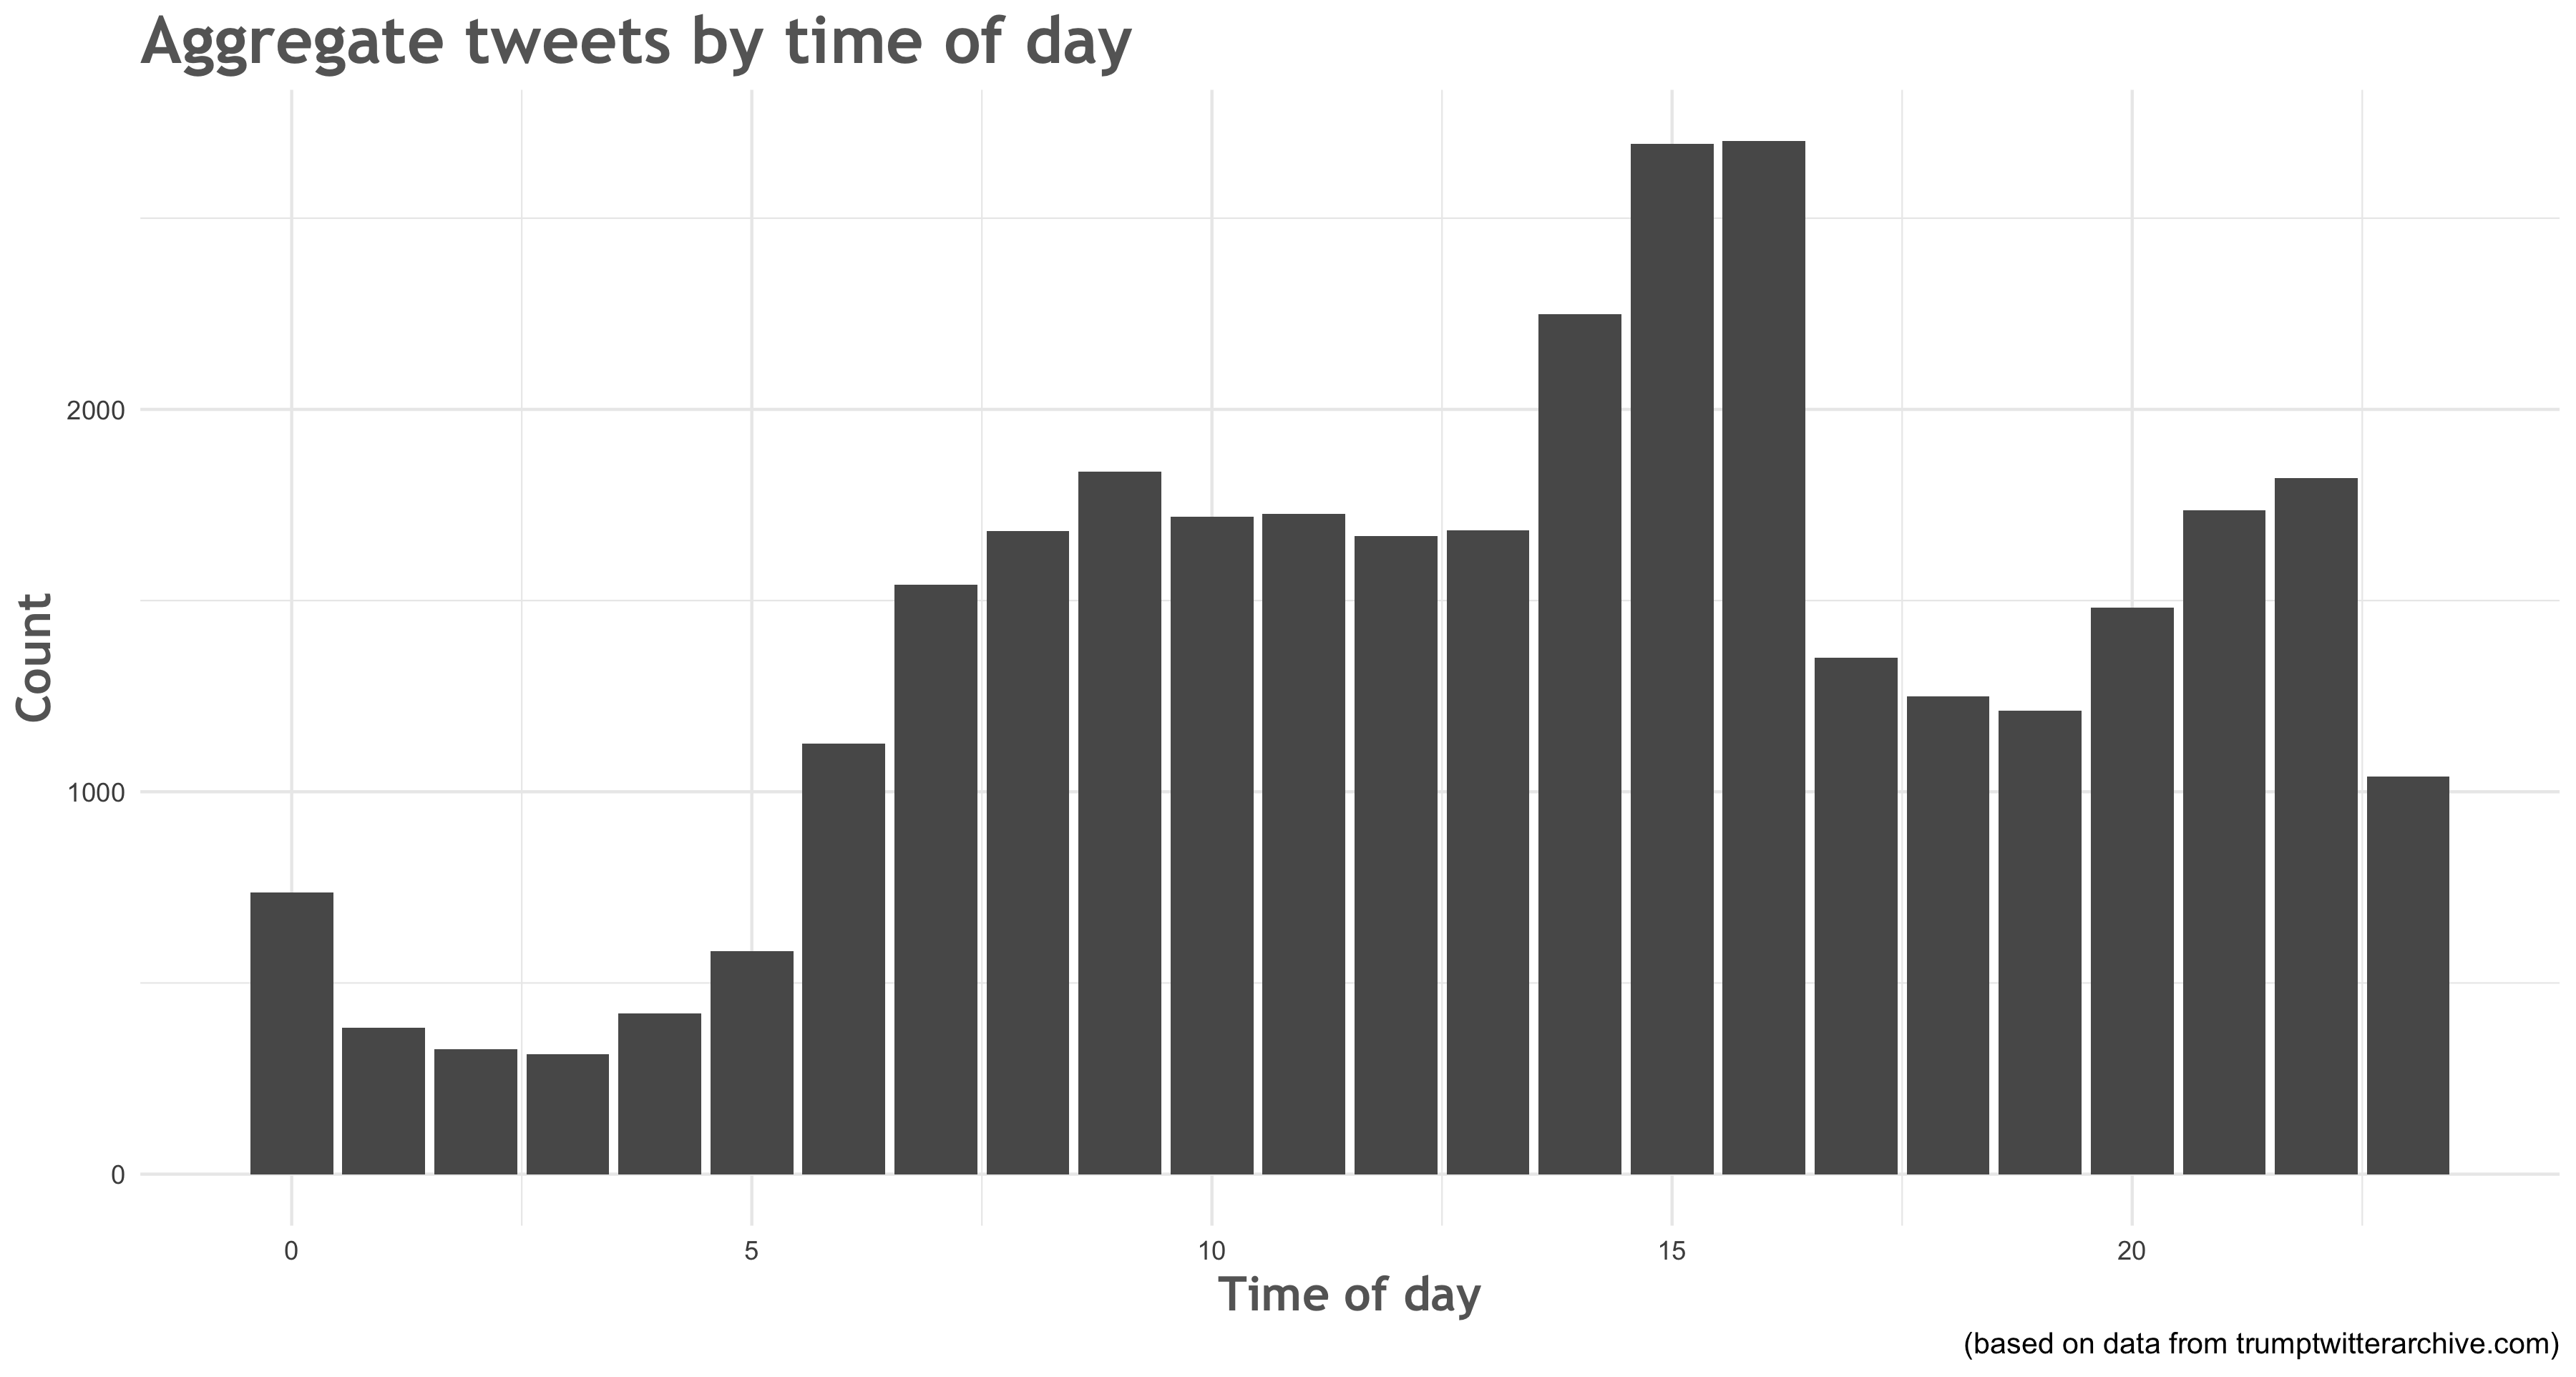 Aggregate tweets by time of day
Count
2000
1000
0
0 5 10 15 20
Time of day
(based on data from trumptwitterarchive.com)